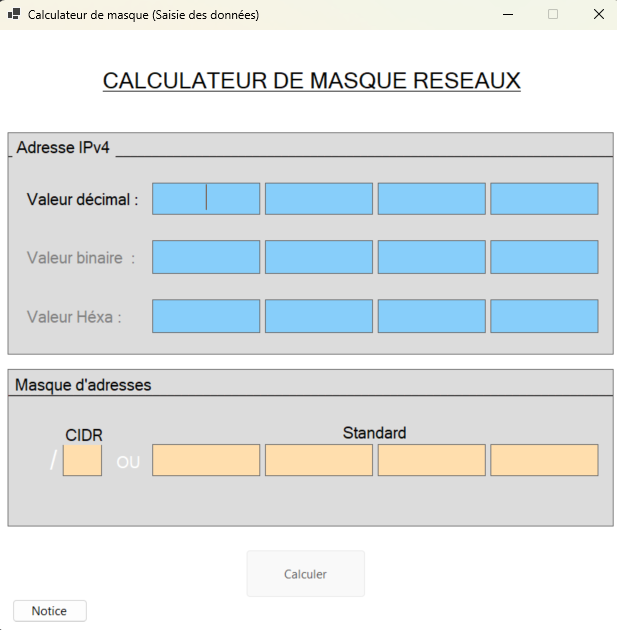 Calculateur de masque (Saisie des données)
CALCULATEUR DE MASQUE RESEAUX
Adresse IPv4
Valeur décimal :
Valeur binaire :
Valeur Héxa :
Masque d'adresses
CIDR
Standard
/ OU
Calculer
Notice